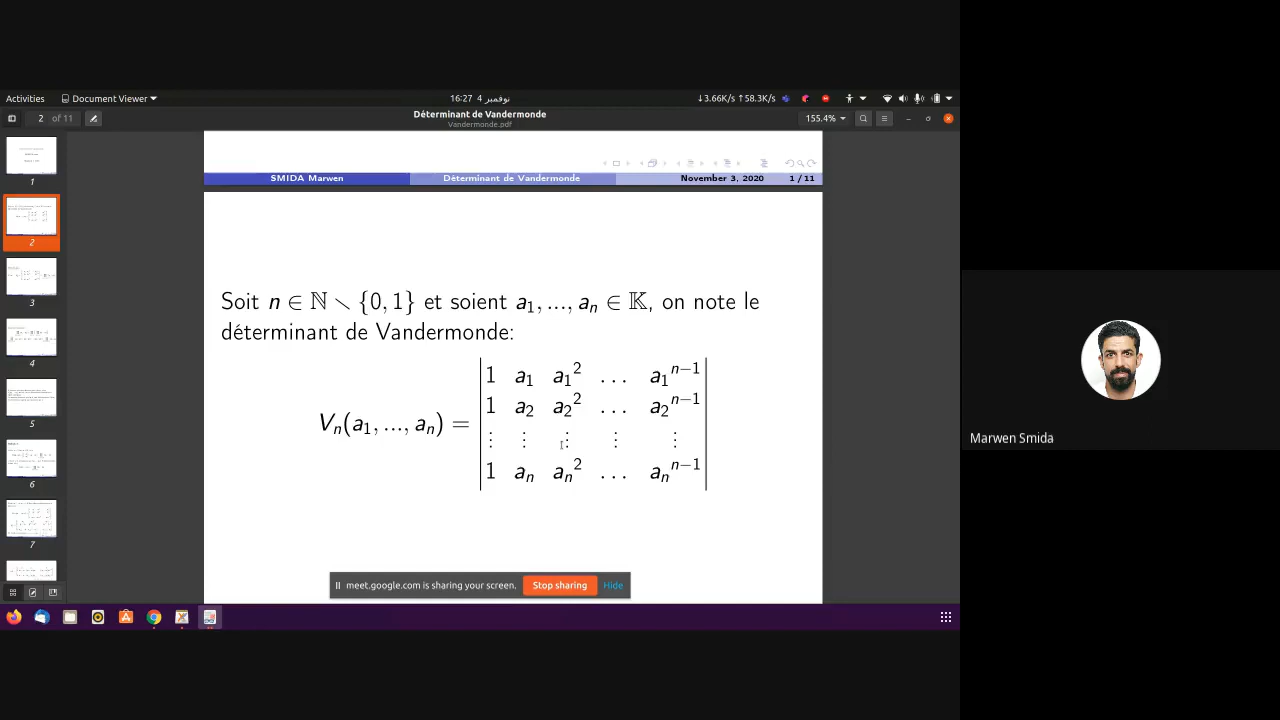 Activities Document Viewer 16:27 4 نوفمبر ↓3.66K/s ↑58.3K/s
2 of 11 Déterminant de Vandermonde 155.4%
Vandermonde.pdf
SMIDA Marwen Déterminant de Vandermonde November 3, 2020 1 / 11
1
2
3
4
5
6
7
Soit n ∈ ℕ ∖ {0, 1} et soient a₁, ..., aₙ ∈ 𝕂, on note le
déterminant de Vandermonde:
Vₙ(a₁, ..., aₙ) =
1 a₁ a₁² … a₁ⁿ⁻¹
1 a₂ a₂² … a₂ⁿ⁻¹
⋮ ⋮ ⋮ ⋮ ⋮
1 aₙ aₙ² … aₙⁿ⁻¹
meet.google.com is sharing your screen. Stop sharing Hide
Marwen Smida